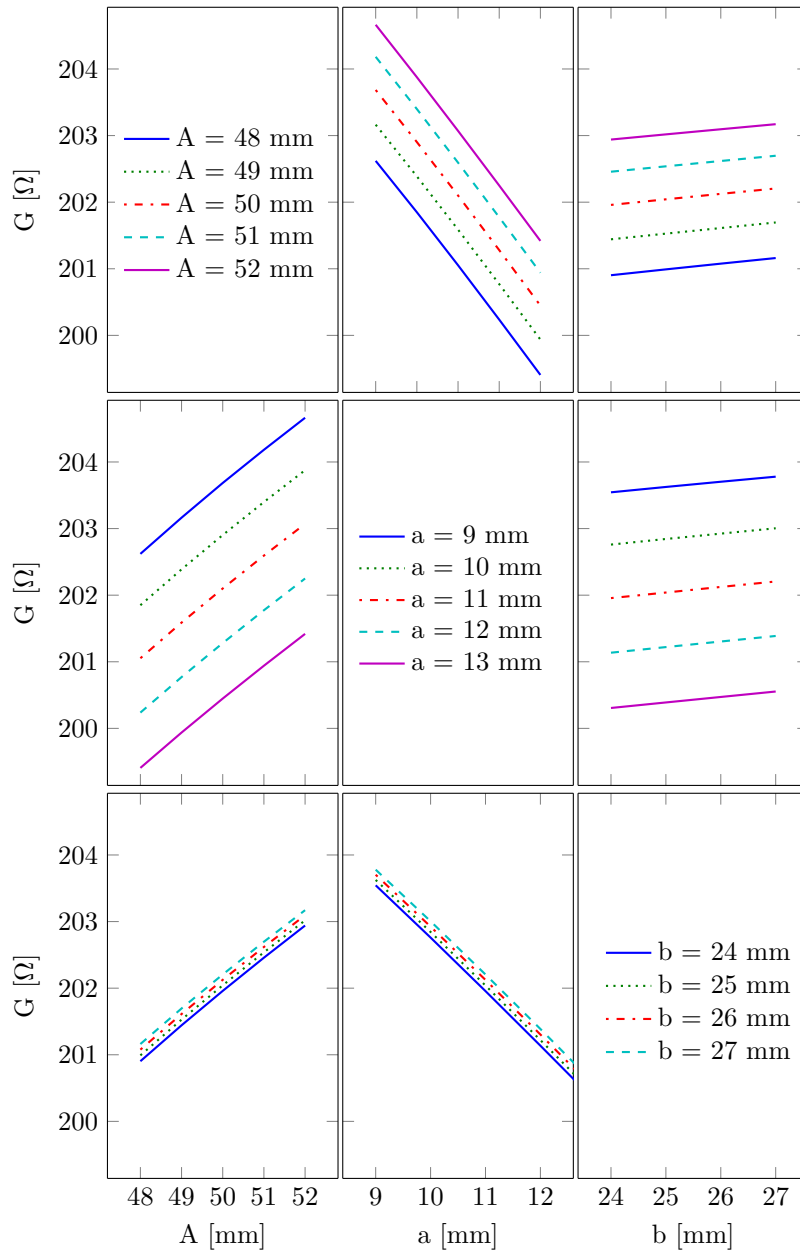 204
203
202
201
200
G [Ω]
A = 48 mm
A = 49 mm
A = 50 mm
A = 51 mm
A = 52 mm
204
203
202
201
200
G [Ω]
a = 9 mm
a = 10 mm
a = 11 mm
a = 12 mm
a = 13 mm
204
203
202
201
200
G [Ω]
b = 24 mm
b = 25 mm
b = 26 mm
b = 27 mm
48 49 50 51 52
9 10 11 12
24 25 26 27
A [mm]
a [mm]
b [mm]